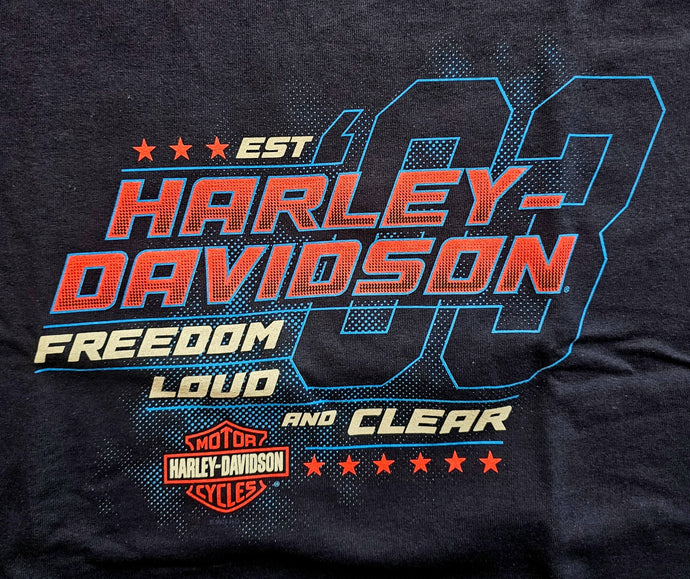 EST '03
HARLEY-
DAVIDSON®
FREEDOM
LOUD
AND CLEAR
MOTOR
HARLEY-DAVIDSON
CYCLES®